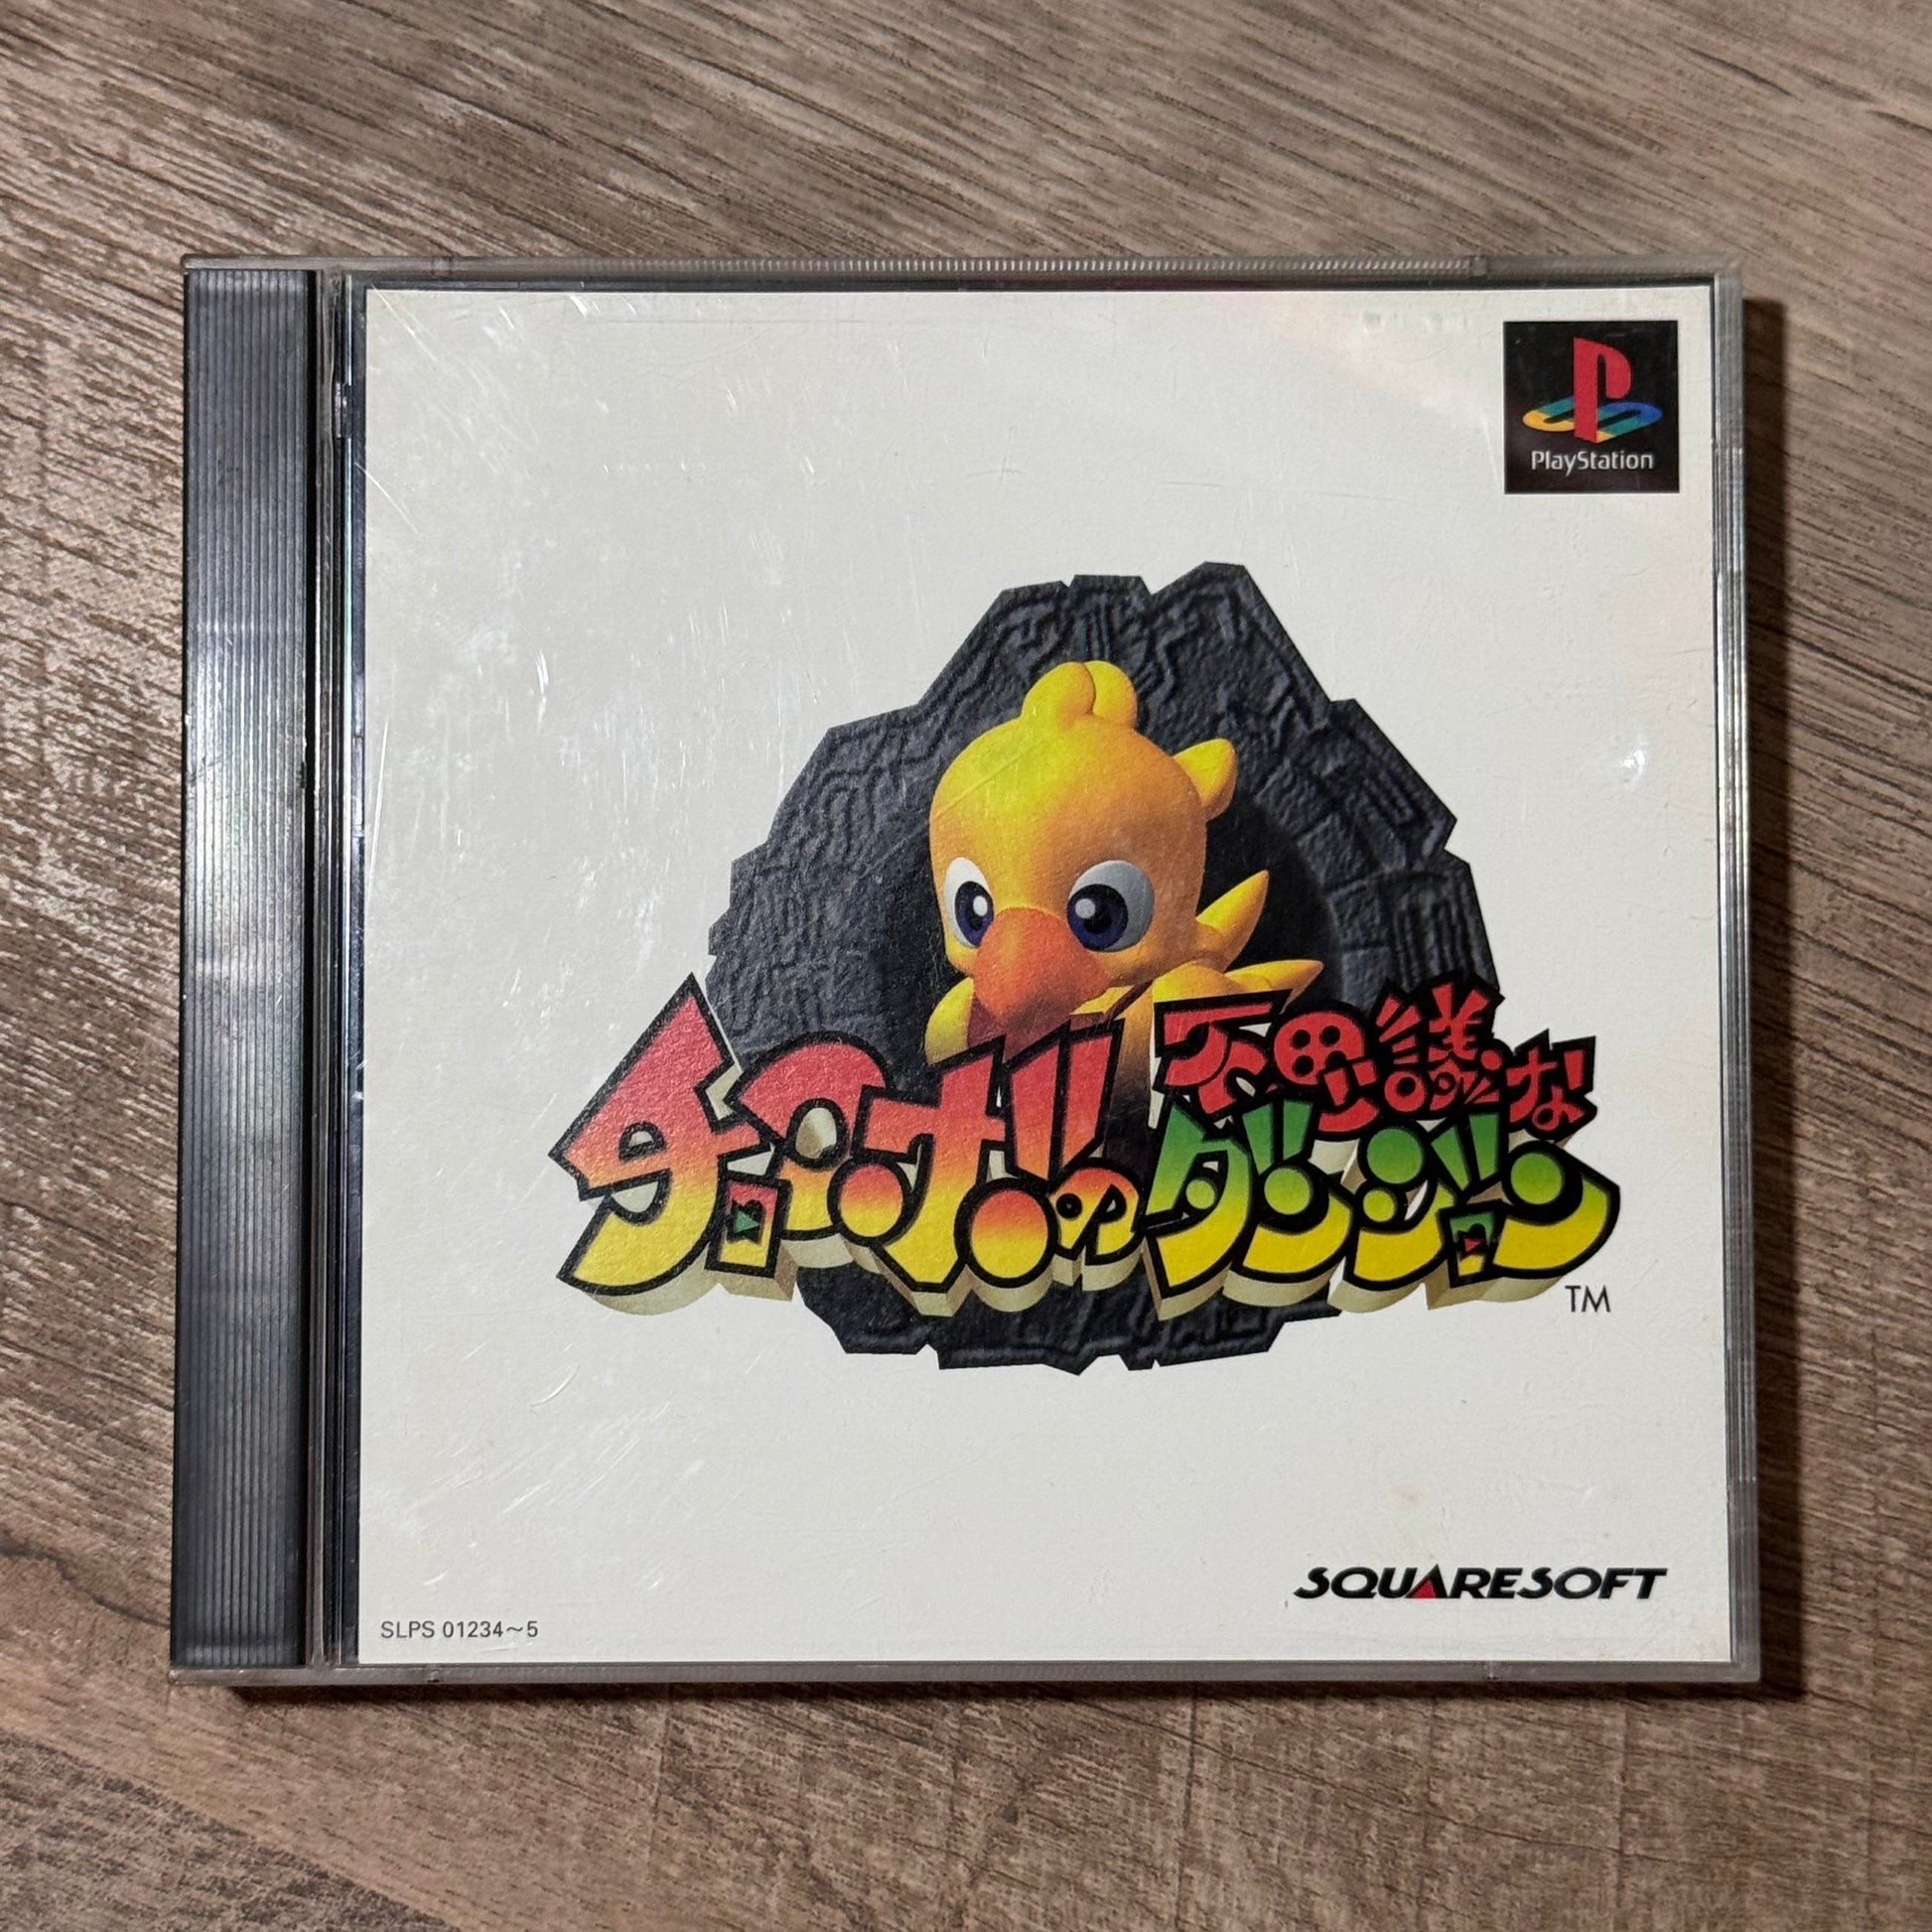 PlayStation
チョコボの不思議な
ダンジョン
TM
SQUARESOFT
SLPS 01234～5